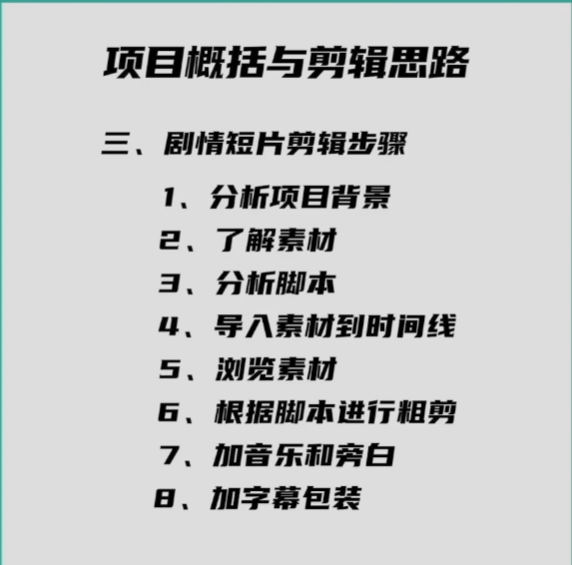 项目概括与剪辑思路
三、剧情短片剪辑步骤
1、分析项目背景
2、了解素材
3、分析脚本
4、导入素材到时间线
5、浏览素材
6、根据脚本进行粗剪
7、加音乐和旁白
8、加字幕包装